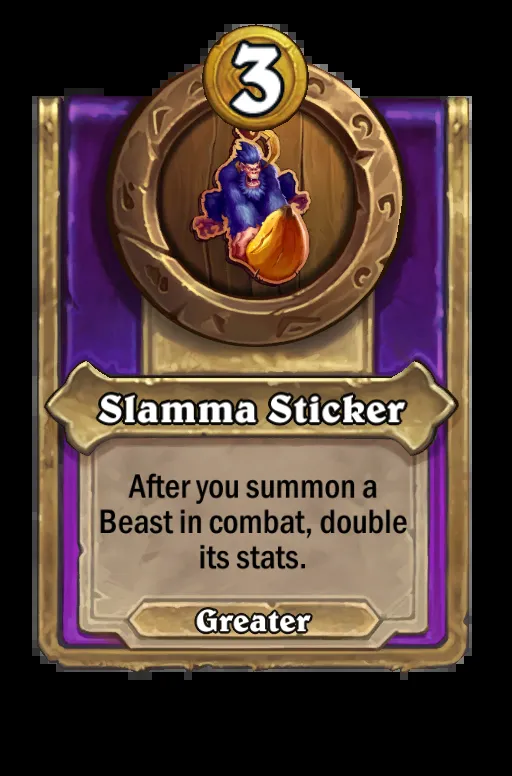 3
Slamma Sticker
After you summon a
Beast in combat, double
its stats.
Greater